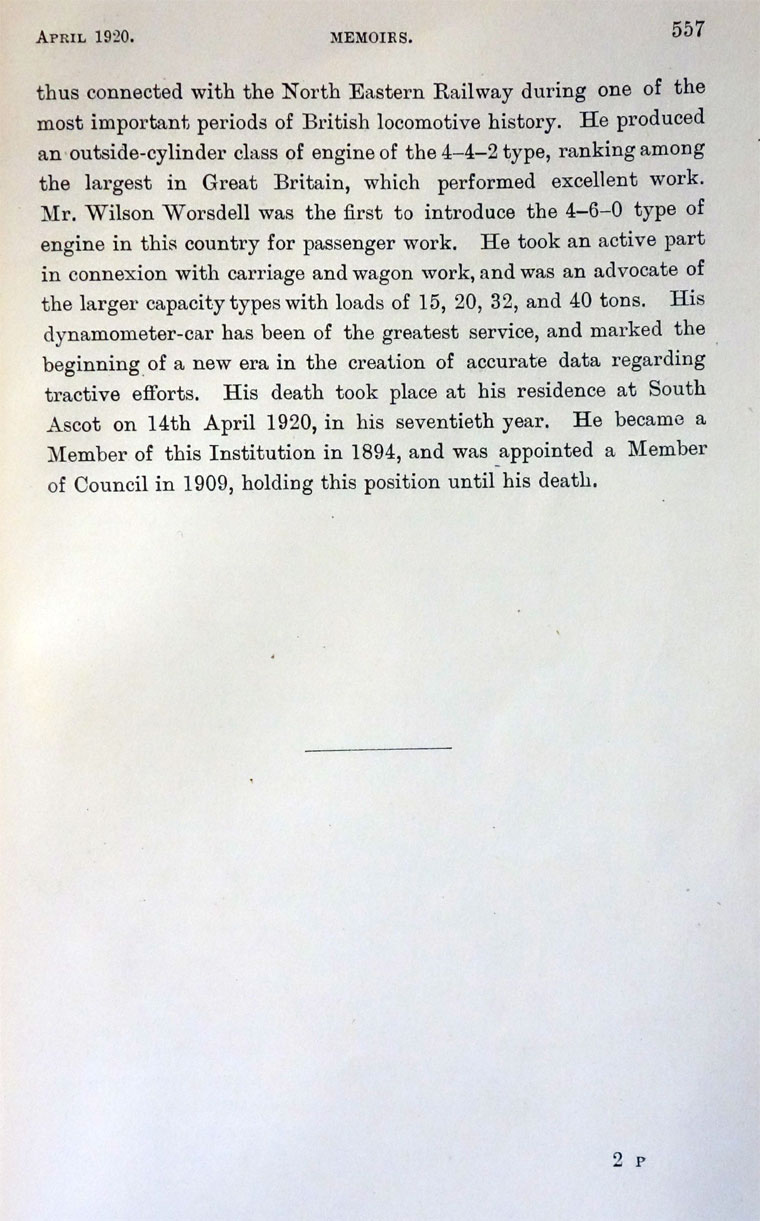 APRIL 1920. MEMOIRS. 557
thus connected with the North Eastern Railway during one of the
most important periods of British locomotive history. He produced
an outside-cylinder class of engine of the 4–4–2 type, ranking among
the largest in Great Britain, which performed excellent work.
Mr. Wilson Worsdell was the first to introduce the 4–6–0 type of
engine in this country for passenger work. He took an active part
in connexion with carriage and wagon work, and was an advocate of
the larger capacity types with loads of 15, 20, 32, and 40 tons. His
dynamometer-car has been of the greatest service, and marked the
beginning of a new era in the creation of accurate data regarding
tractive efforts. His death took place at his residence at South
Ascot on 14th April 1920, in his seventieth year. He became a
Member of this Institution in 1894, and was appointed a Member
of Council in 1909, holding this position until his death.
2 P